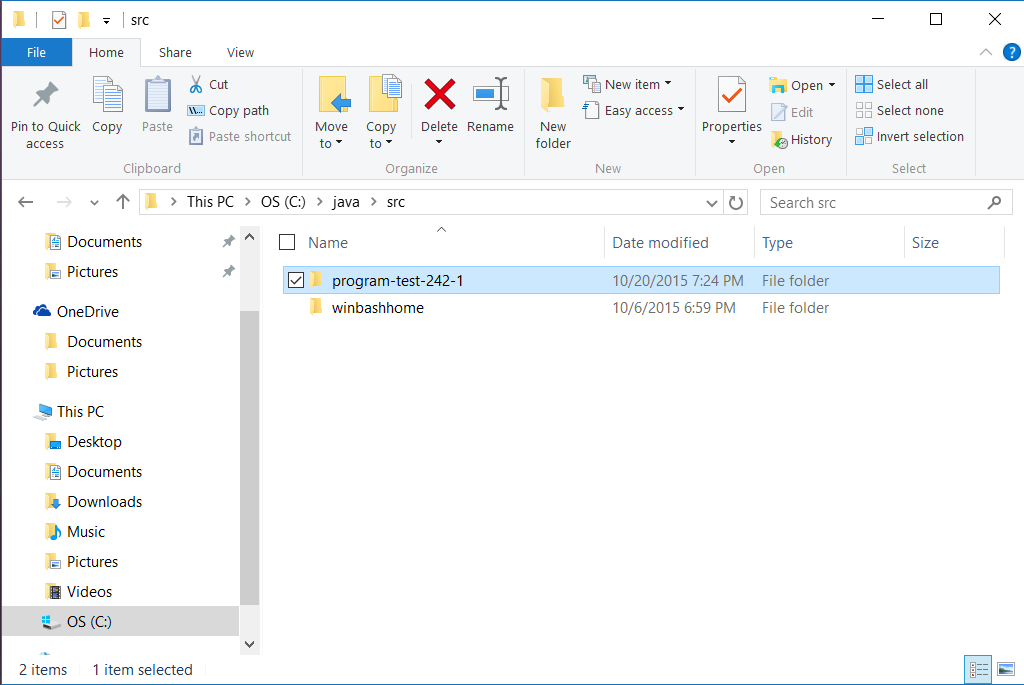 src
File Home Share View
Pin to Quick access
Copy
Paste
Cut
Copy path
Paste shortcut
Clipboard
Move to
Copy to
Delete
Rename
Organize
New folder
New item
Easy access
New
Properties
Open
Edit
History
Open
Select all
Select none
Invert selection
Select
This PC > OS (C:) > java > src
Search src
Documents
Pictures
OneDrive
Documents
Pictures
This PC
Desktop
Documents
Downloads
Music
Pictures
Videos
OS (C:)
Name Date modified Type Size
program-test-242-1 10/20/2015 7:24 PM File folder
winbashhome 10/6/2015 6:59 PM File folder
2 items 1 item selected